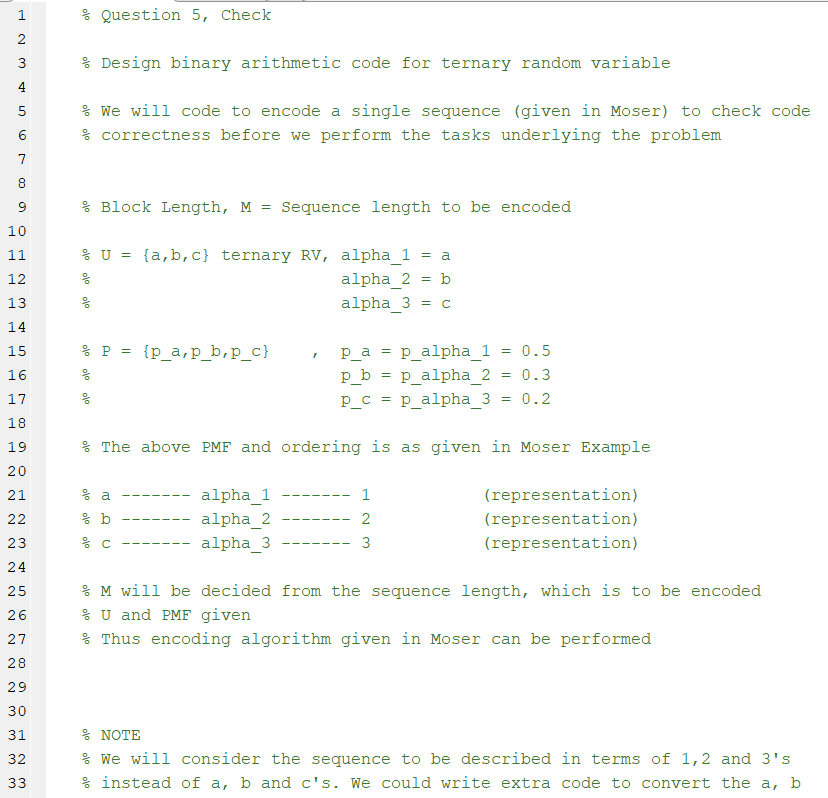 1 % Question 5, Check
2
3 % Design binary arithmetic code for ternary random variable
4
5 % We will code to encode a single sequence (given in Moser) to check code
6 % correctness before we perform the tasks underlying the problem
7
8
9 % Block Length, M = Sequence length to be encoded
10
11 % U = {a,b,c} ternary RV, alpha_1 = a
12 %                         alpha_2 = b
13 %                         alpha_3 = c
14
15 % P = {p_a,p_b,p_c}    ,  p_a = p_alpha_1 = 0.5
16 %                         p_b = p_alpha_2 = 0.3
17 %                         p_c = p_alpha_3 = 0.2
18
19 % The above PMF and ordering is as given in Moser Example
20
21 % a ------- alpha_1 ------- 1           (representation)
22 % b ------- alpha_2 ------- 2           (representation)
23 % c ------- alpha_3 ------- 3           (representation)
24
25 % M will be decided from the sequence length, which is to be encoded
26 % U and PMF given
27 % Thus encoding algorithm given in Moser can be performed
28
29
30
31 % NOTE
32 % We will consider the sequence to be described in terms of 1,2 and 3's
33 % instead of a, b and c's. We could write extra code to convert the a, b